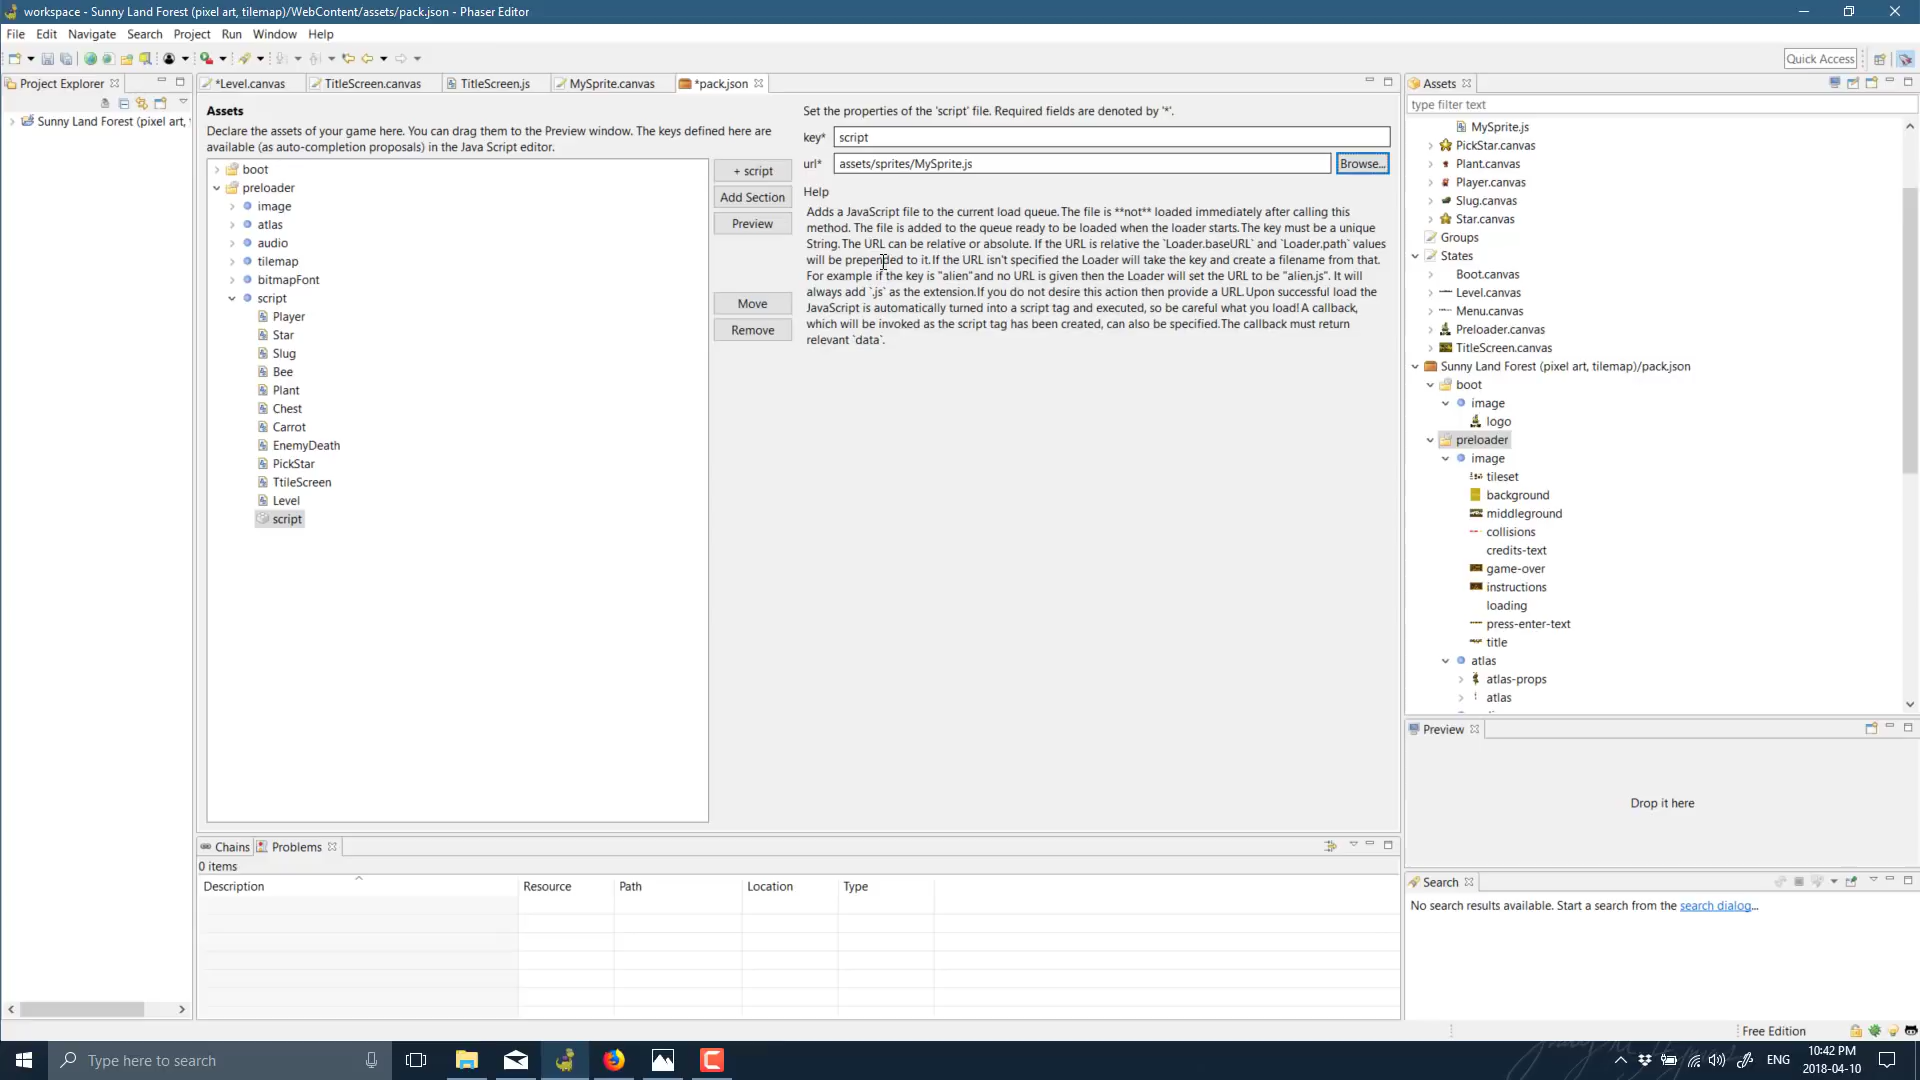 workspace - Sunny Land Forest (pixel art, tilemap)/WebContent/assets/pack.json - Phaser Editor
File Edit Navigate Search Project Run Window Help
Quick Access
Project Explorer
Sunny Land Forest (pixel art,
*Level.canvas TitleScreen.canvas TitleScreen.js MySprite.canvas *pack.json
Assets
Declare the assets of your game here. You can drag them to the Preview window. The keys defined here are
available (as auto-completion proposals) in the Java Script editor.
boot
preloader
image
atlas
audio
tilemap
bitmapFont
script
Player
Star
Slug
Bee
Plant
Chest
Carrot
EnemyDeath
PickStar
TtileScreen
Level
script
+ script
Add Section
Preview
Move
Remove
Set the properties of the 'script' file. Required fields are denoted by '*'.
key* script
url* assets/sprites/MySprite.js Browse...
Help
Adds a JavaScript file to the current load queue.The file is **not** loaded immediately after calling this
method. The file is added to the queue ready to be loaded when the loader starts.The key must be a unique
String.The URL can be relative or absolute. If the URL is relative the `Loader.baseURL` and `Loader.path` values
will be prepended to it.If the URL isn't specified the Loader will take the key and create a filename from that.
For example if the key is "alien"and no URL is given then the Loader will set the URL to be "alien.js". It will
always add `.js` as the extension.If you do not desire this action then provide a URL.Upon successful load the
JavaScript is automatically turned into a script tag and executed, so be careful what you load!A callback,
which will be invoked as the script tag has been created, can also be specified.The callback must return
relevant `data`.
Assets
type filter text
MySprite.js
PickStar.canvas
Plant.canvas
Player.canvas
Slug.canvas
Star.canvas
Groups
States
Boot.canvas
Level.canvas
Menu.canvas
Preloader.canvas
TitleScreen.canvas
Sunny Land Forest (pixel art, tilemap)/pack.json
boot
image
logo
preloader
image
tileset
background
middleground
collisions
credits-text
game-over
instructions
loading
press-enter-text
title
atlas
atlas-props
atlas
Preview
Drop it here
Search
No search results available. Start a search from the search dialog...
Chains Problems
0 items
Description Resource Path Location Type
Free Edition
Type here to search
ENG
10:42 PM
2018-04-10